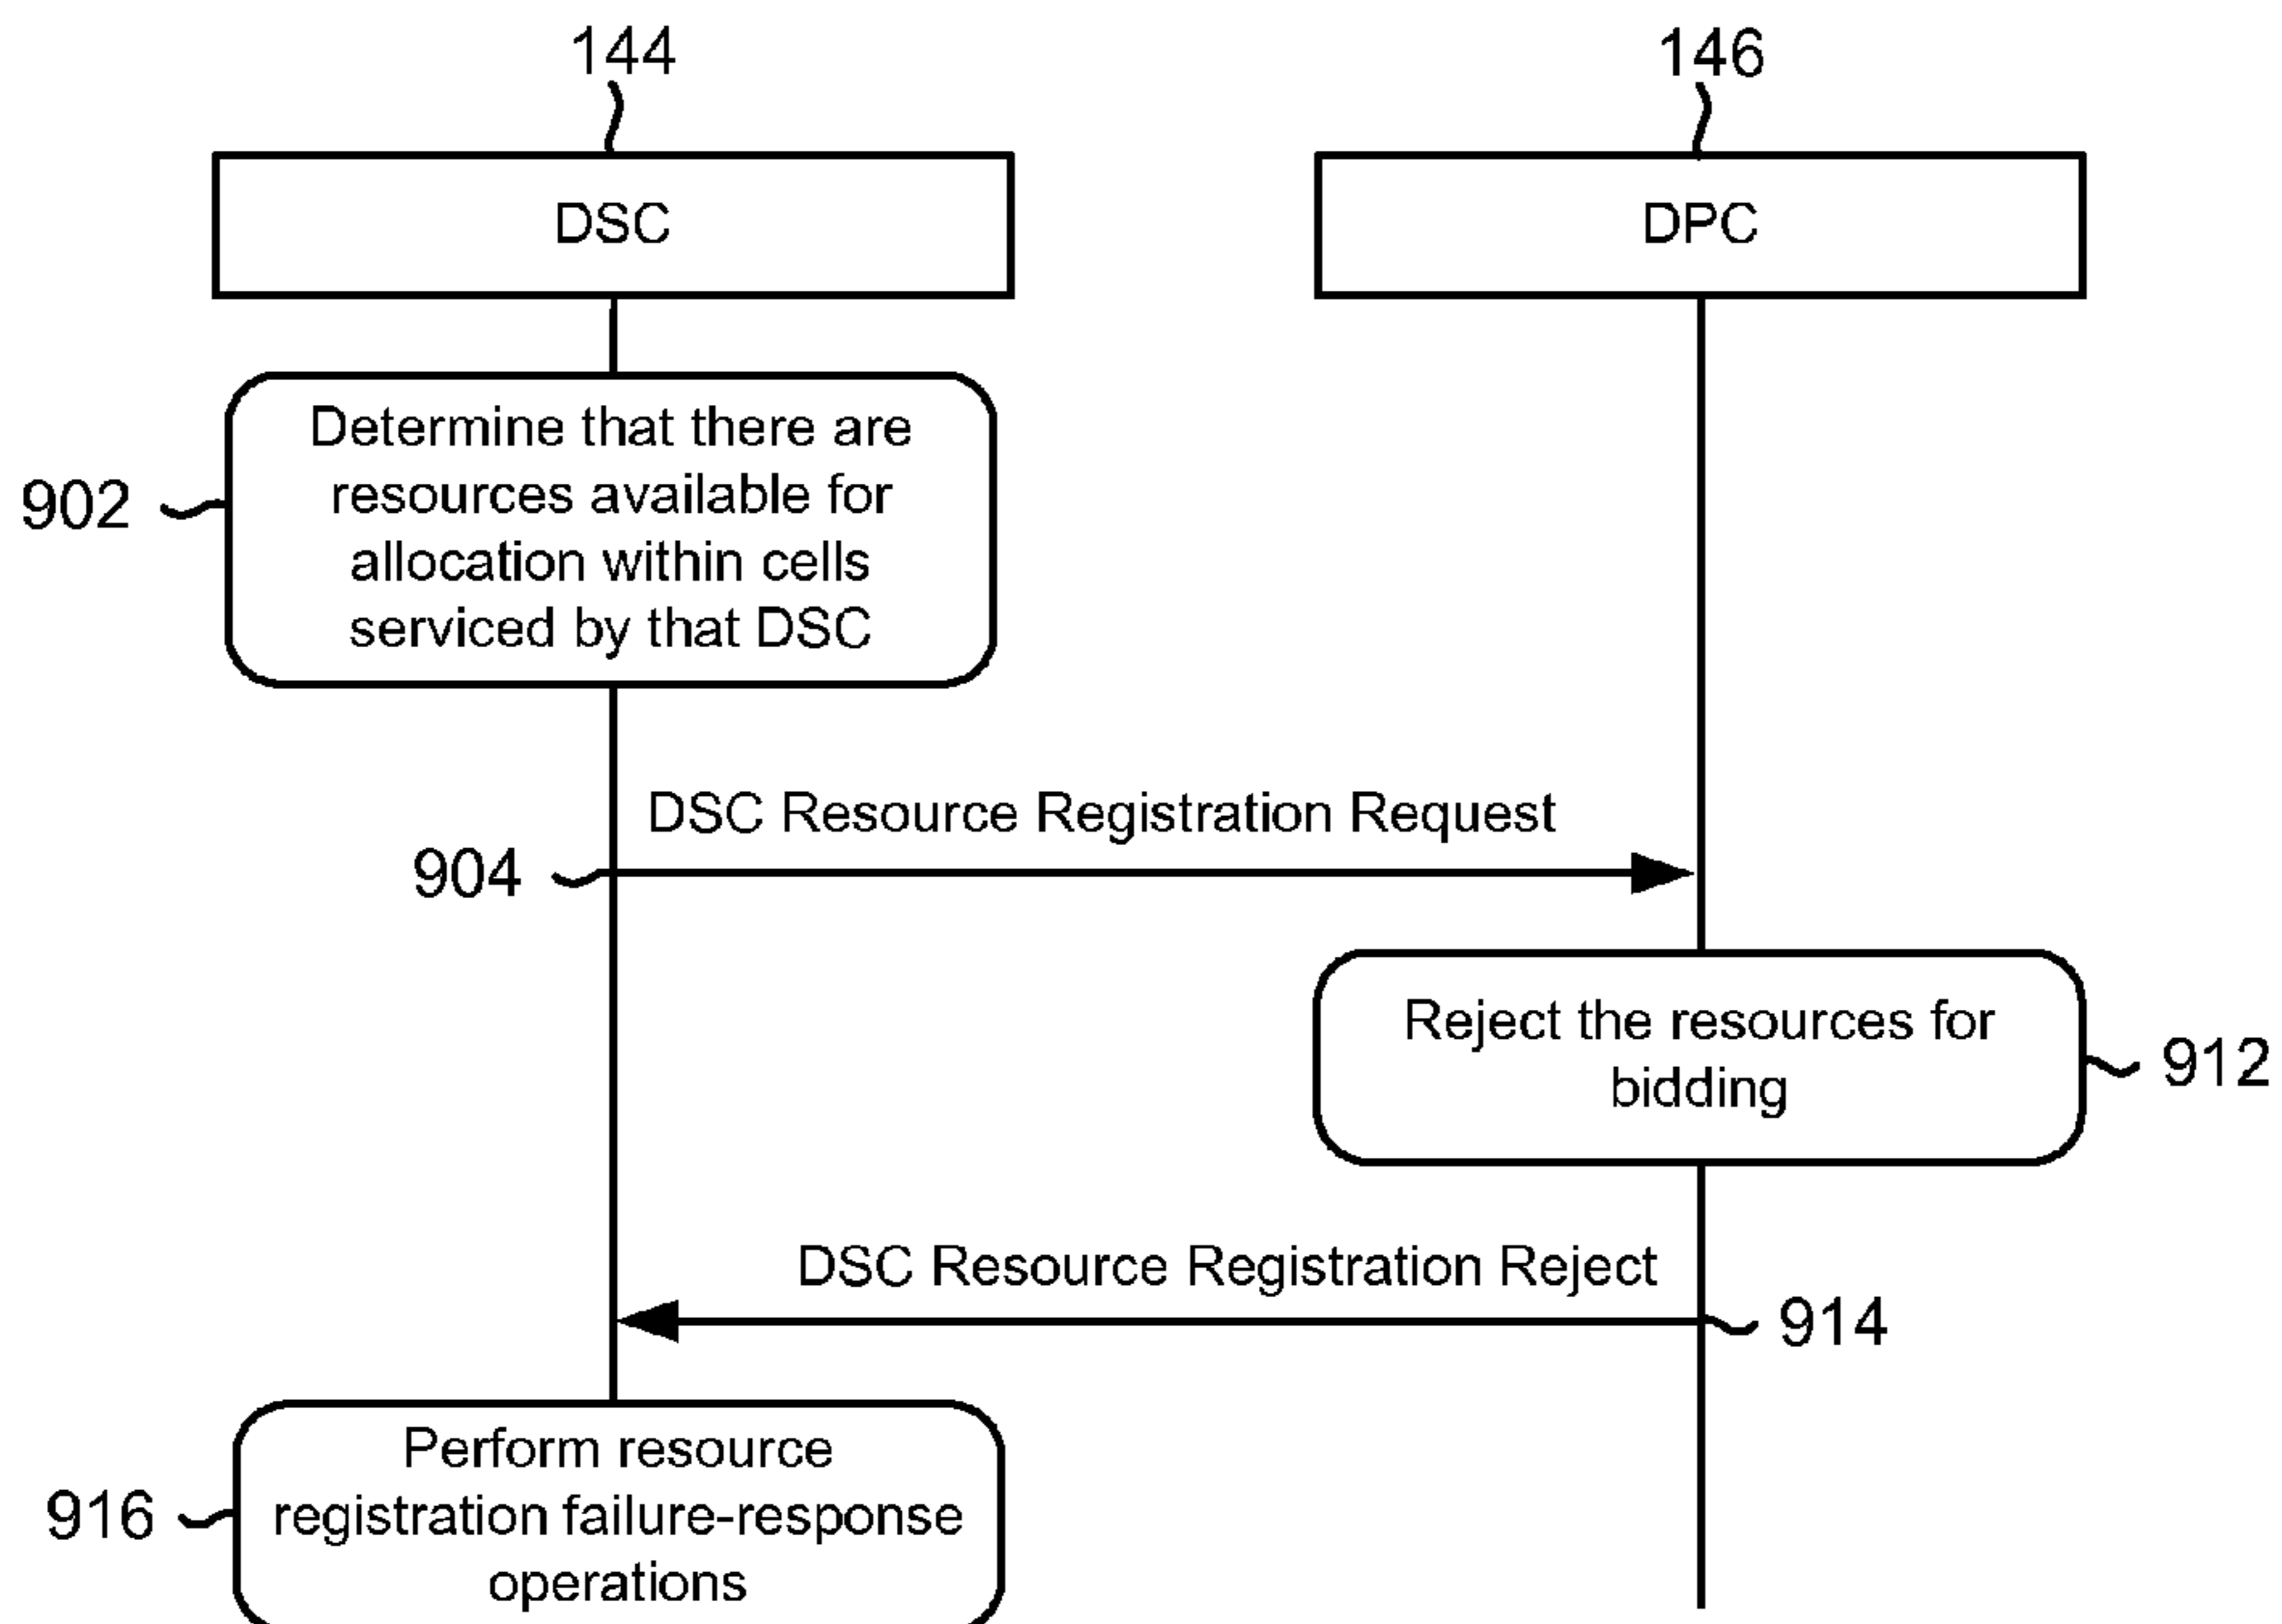 144
146
DSC
DPC
Determine that there are
resources available for
allocation within cells
serviced by that DSC
902
DSC Resource Registration Request
904
Reject the resources for
bidding
912
DSC Resource Registration Reject
914
Perform resource
registration failure-response
operations
916